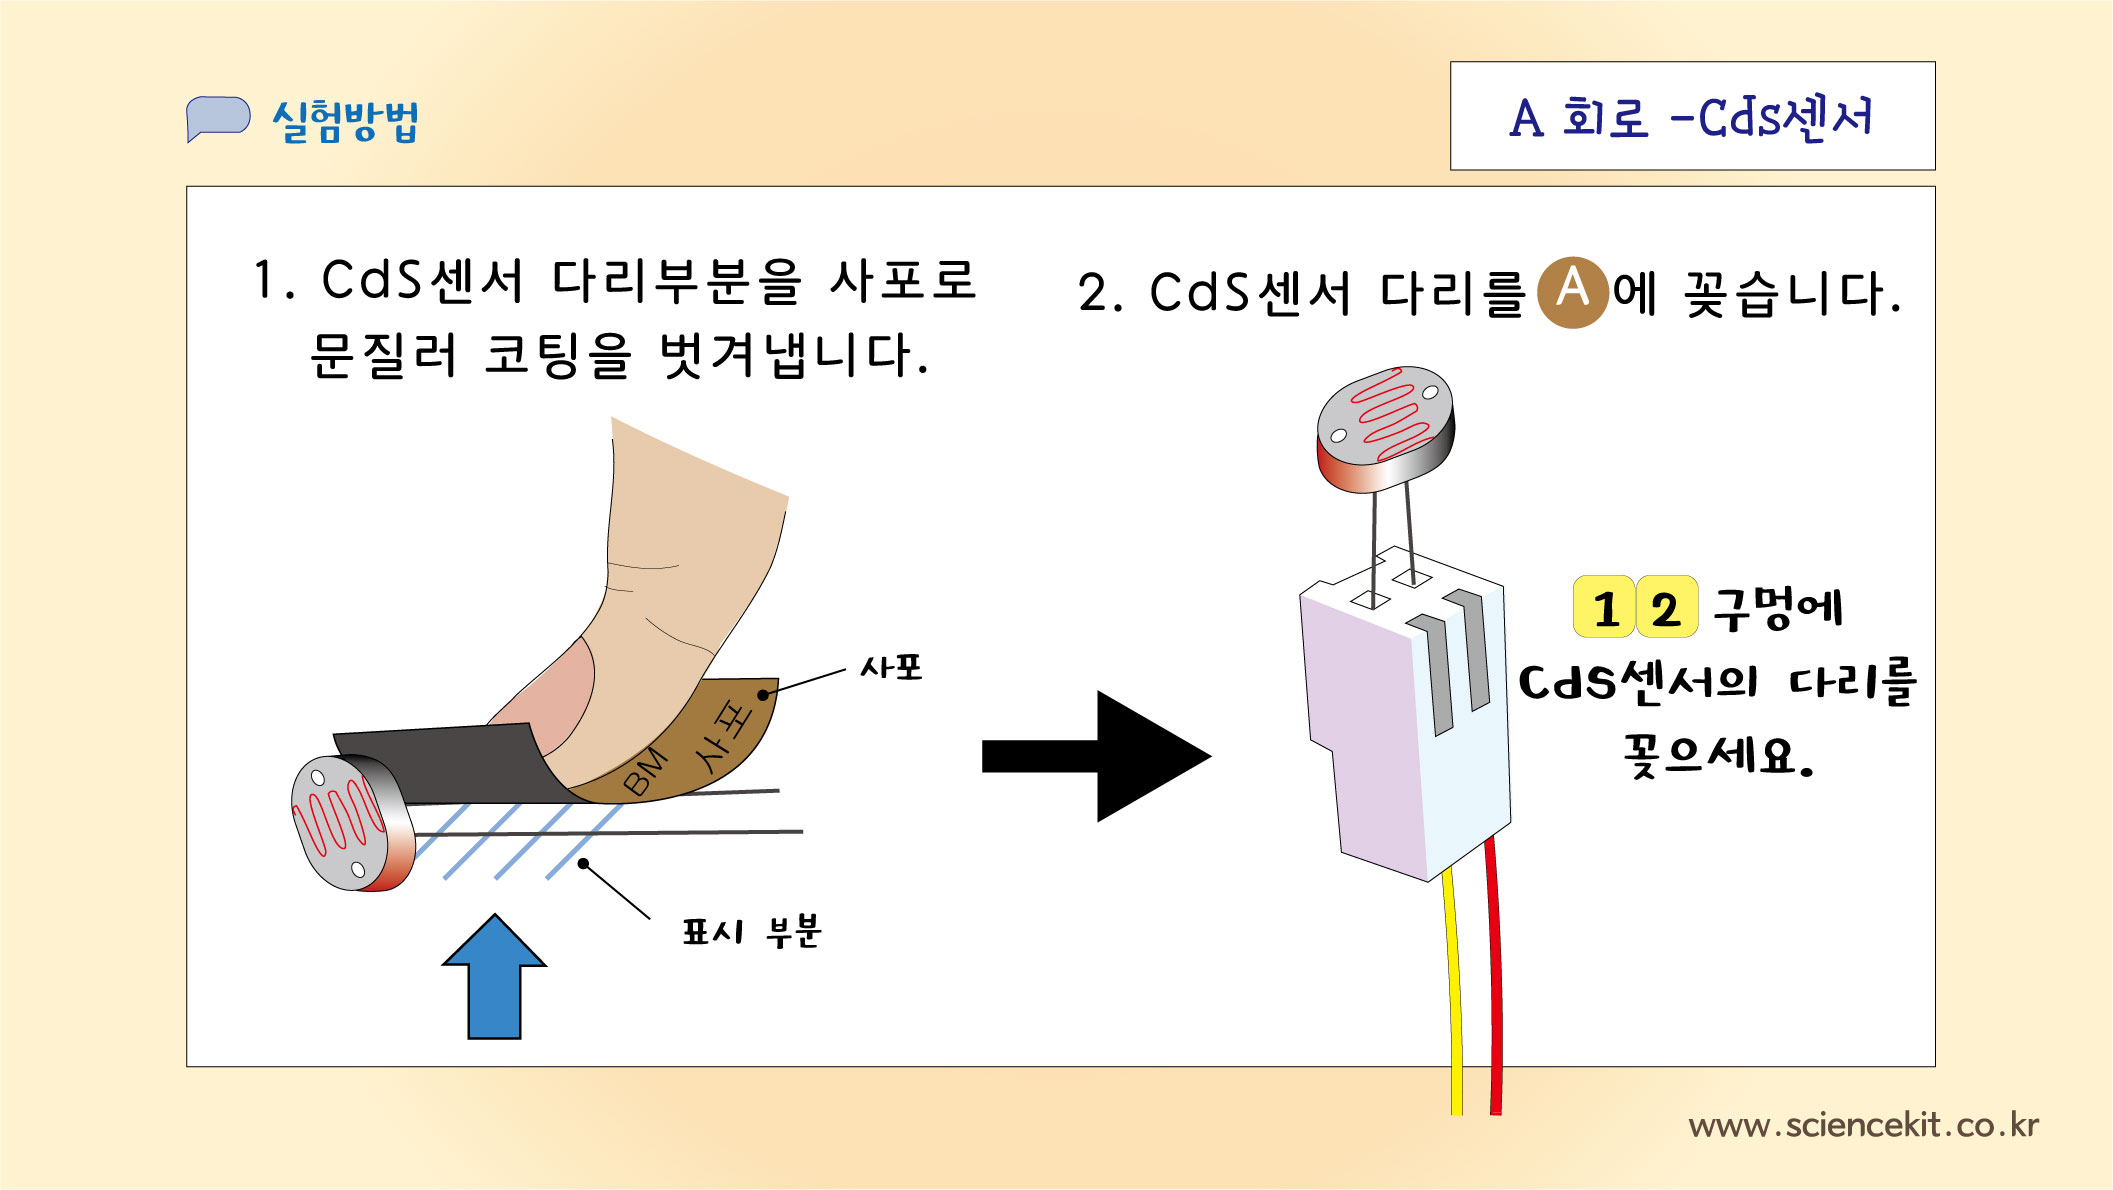 실험방법
A 회로 -Cds센서
1. CdS센서 다리부분을 사포로
문질러 코팅을 벗겨냅니다.
사포
BM 사포
표시 부분
2. CdS센서 다리를 A에 꽂습니다.
1 2 구멍에
CdS센서의 다리를
꽂으세요.
www.sciencekit.co.kr